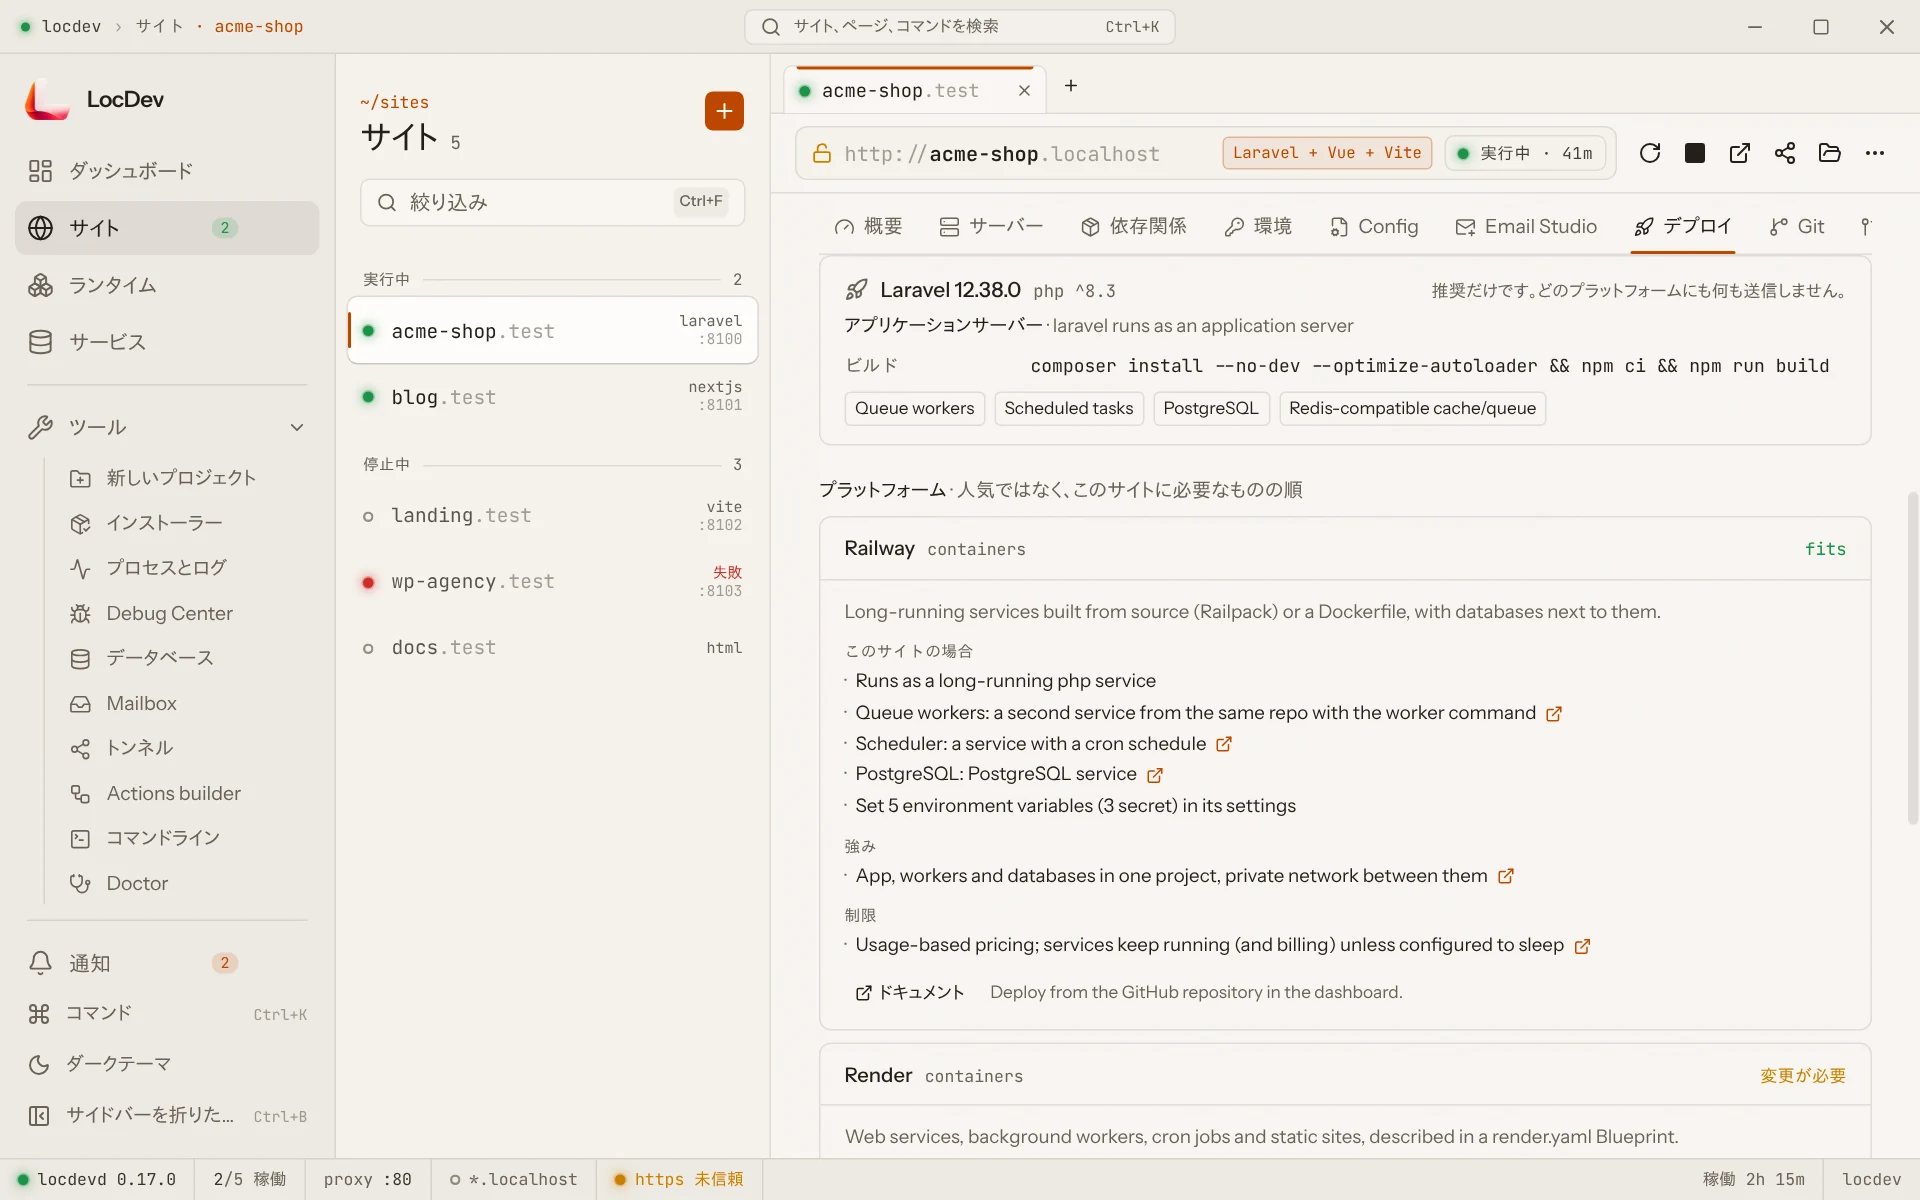 locdev › サイト · acme-shop
サイト、ページ、コマンドを検索 Ctrl+K
LocDev
ダッシュボード
サイト 2
ランタイム
サービス
ツール
新しいプロジェクト
インストーラー
プロセスとログ
Debug Center
データベース
Mailbox
トンネル
Actions builder
コマンドライン
Doctor
通知 2
コマンド Ctrl+K
ダークテーマ
サイドバーを折りた… Ctrl+B
~/sites
サイト 5
絞り込み Ctrl+F
実行中 2
acme-shop.test laravel :8100
blog.test nextjs :8101
停止中 3
landing.test vite :8102
wp-agency.test 失敗 :8103
docs.test html
acme-shop.test
http://acme-shop.localhost Laravel + Vue + Vite 実行中 · 41m
概要 サーバー 依存関係 環境 Config Email Studio デプロイ Git
Laravel 12.38.0 php ^8.3 推奨だけです。どのプラットフォームにも何も送信しません。
アプリケーションサーバー · laravel runs as an application server
ビルド composer install --no-dev --optimize-autoloader && npm ci && npm run build
Queue workers Scheduled tasks PostgreSQL Redis-compatible cache/queue
プラットフォーム · 人気ではなく、このサイトに必要なものの順
Railway containers fits
Long-running services built from source (Railpack) or a Dockerfile, with databases next to them.
このサイトの場合
· Runs as a long-running php service
· Queue workers: a second service from the same repo with the worker command
· Scheduler: a service with a cron schedule
· PostgreSQL: PostgreSQL service
· Set 5 environment variables (3 secret) in its settings
強み
· App, workers and databases in one project, private network between them
制限
· Usage-based pricing; services keep running (and billing) unless configured to sleep
ドキュメント Deploy from the GitHub repository in the dashboard.
Render containers 変更が必要
Web services, background workers, cron jobs and static sites, described in a render.yaml Blueprint.
locdevd 0.17.0 2/5 稼働 proxy :80 *.localhost https 未信頼 稼働 2h 15m locdev